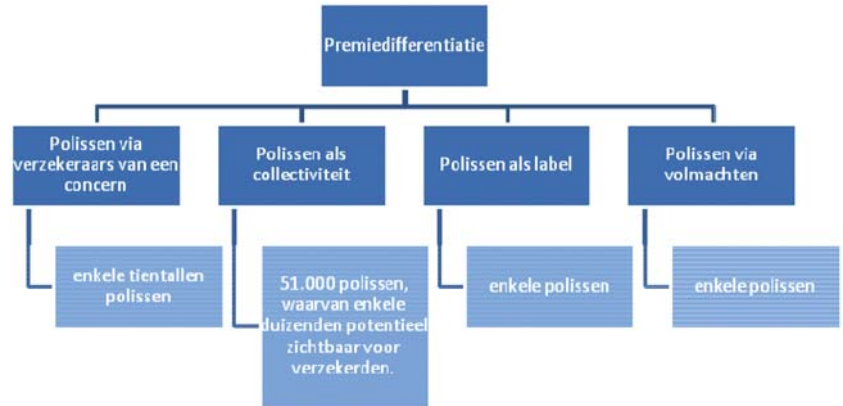 Premiedifferentiatie
Polissen via
verzekeraars van een
concern
Polissen als
collectiviteit
Polissen als label
Polissen via
volmachten
enkele tientallen
polissen
51.000 polissen,
waarvan enkele
duizenden potentieel
zichtbaar voor
verzekerden.
enkele polissen
enkele polissen